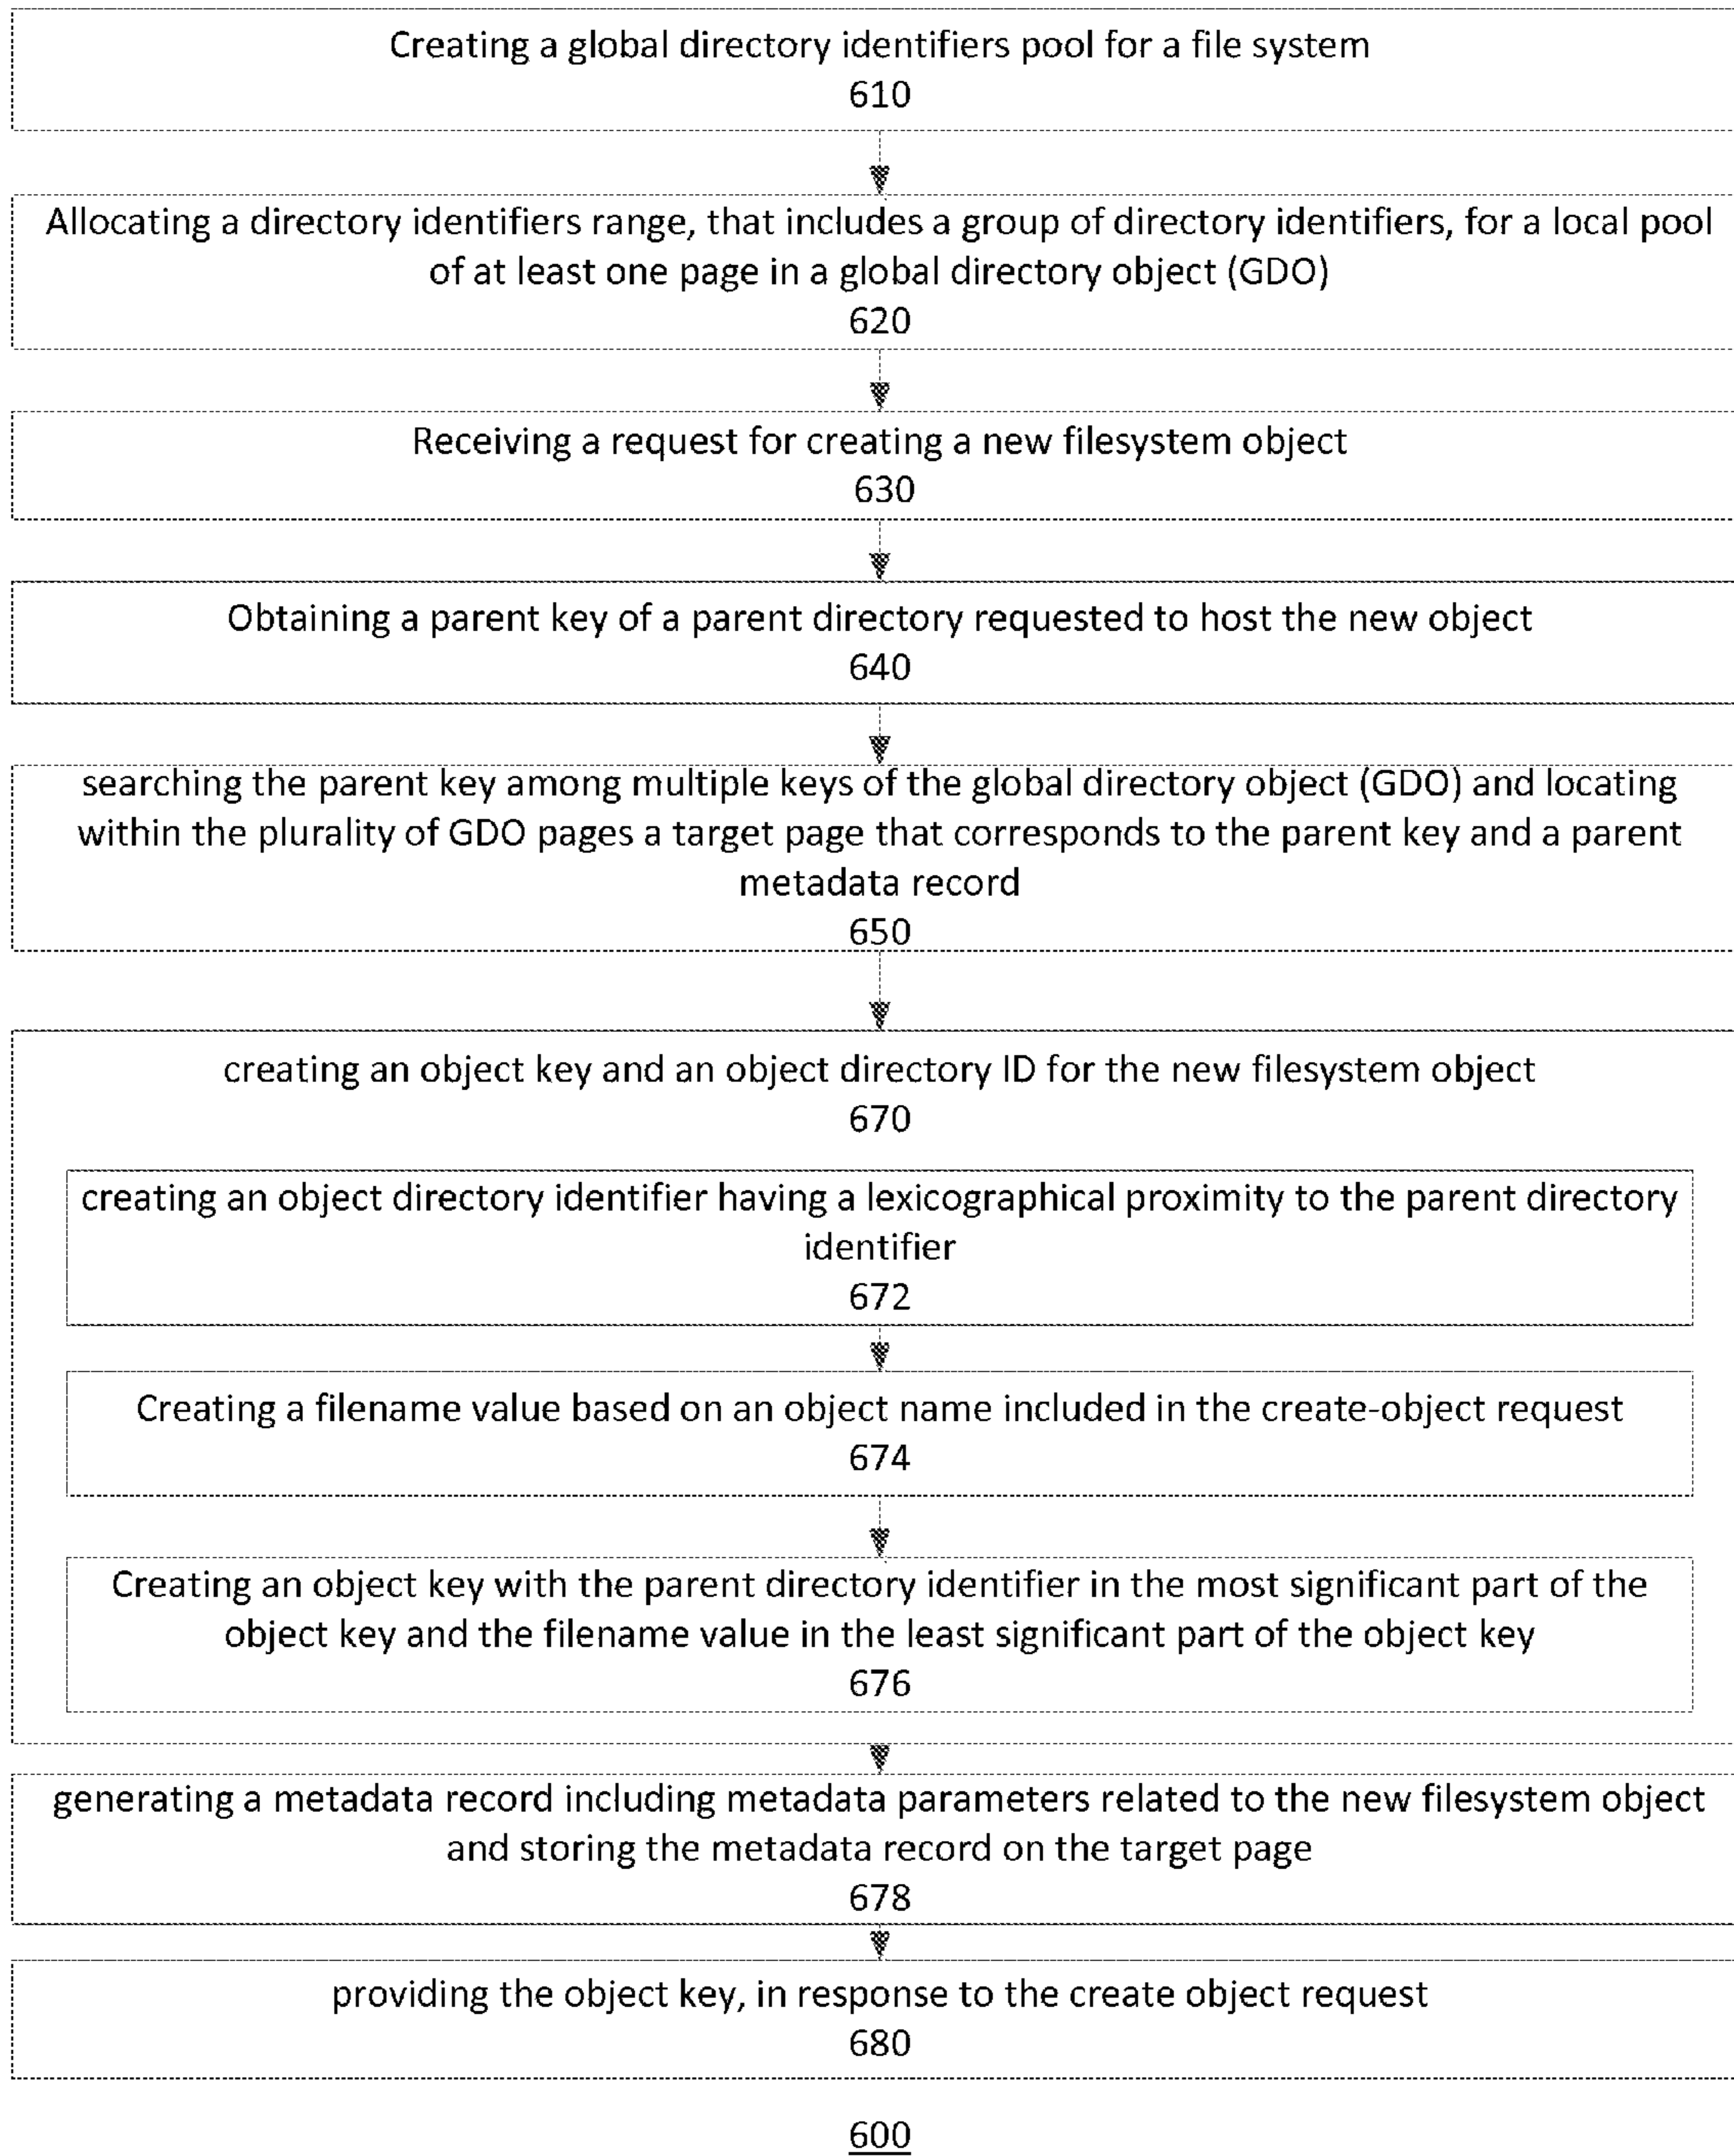 Creating a global directory identifiers pool for a file system
610
Allocating a directory identifiers range, that includes a group of directory identifiers, for a local pool
of at least one page in a global directory object (GDO)
620
Receiving a request for creating a new filesystem object
630
Obtaining a parent key of a parent directory requested to host the new object
640
searching the parent key among multiple keys of the global directory object (GDO) and locating
within the plurality of GDO pages a target page that corresponds to the parent key and a parent
metadata record
650
creating an object key and an object directory ID for the new filesystem object
670
creating an object directory identifier having a lexicographical proximity to the parent directory
identifier
672
Creating a filename value based on an object name included in the create-object request
674
Creating an object key with the parent directory identifier in the most significant part of the
object key and the filename value in the least significant part of the object key
676
generating a metadata record including metadata parameters related to the new filesystem object
and storing the metadata record on the target page
678
providing the object key, in response to the create object request
680
600